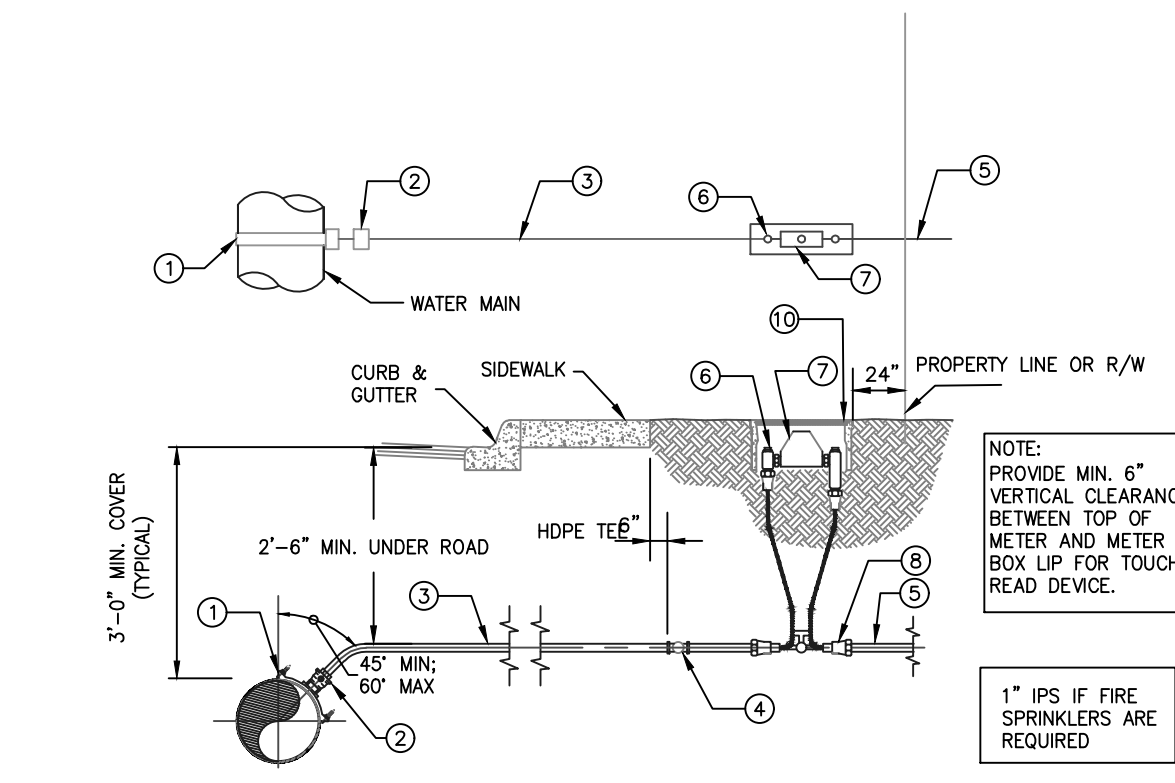 2
3
5
6
1
7
WATER MAIN
10
CURB &
GUTTER
SIDEWALK
6
7
24"
PROPERTY LINE OR R/W
3'-0" MIN. COVER
(TYPICAL)
2'-6" MIN. UNDER ROAD
HDPE TEE
6"
NOTE:
PROVIDE MIN. 6"
VERTICAL CLEARANC
BETWEEN TOP OF
METER AND METER
BOX LIP FOR TOUCH
READ DEVICE.
8
1
3
5
45° MIN;
60° MAX
4
2
1" IPS IF FIRE
SPRINKLERS ARE
REQUIRED